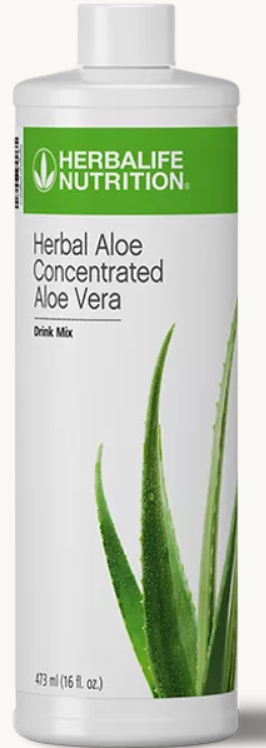 HERBALIFE
NUTRITION®
Herbal Aloe
Concentrated
Aloe Vera
Drink Mix
473 ml (16 fl. oz.)